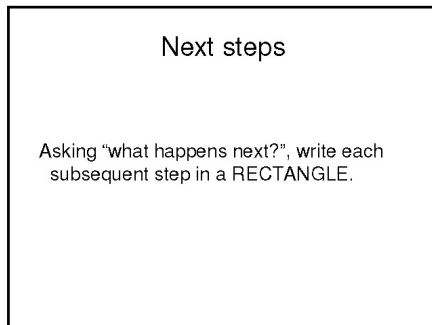 Next steps
Asking “what happens next?”, write each
subsequent step in a RECTANGLE.